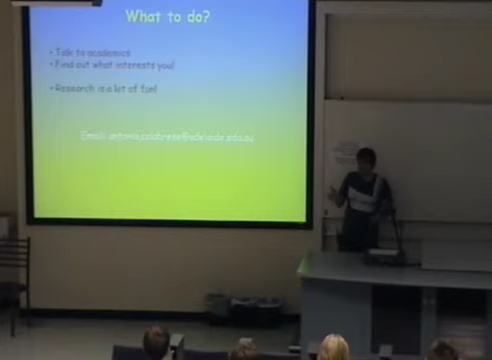 What to do?
• Talk to academics
• Find out what interests you!
• Research is a lot of fun!
Email: antonio.calabrese@adelaide.edu.au